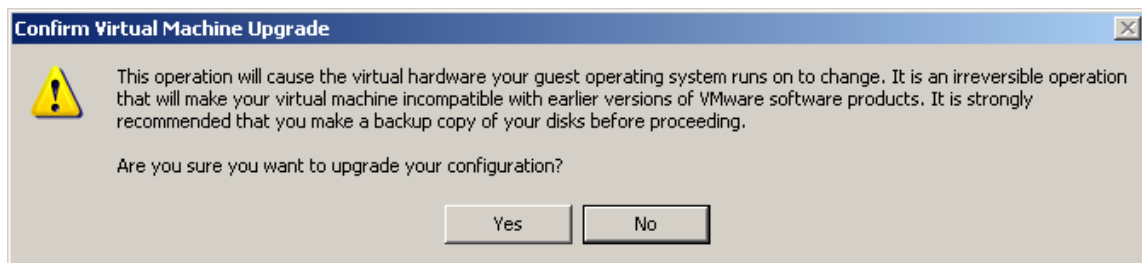 Confirm Virtual Machine Upgrade
This operation will cause the virtual hardware your guest operating system runs on to change. It is an irreversible operation
that will make your virtual machine incompatible with earlier versions of VMware software products. It is strongly
recommended that you make a backup copy of your disks before proceeding.
Are you sure you want to upgrade your configuration?
Yes No